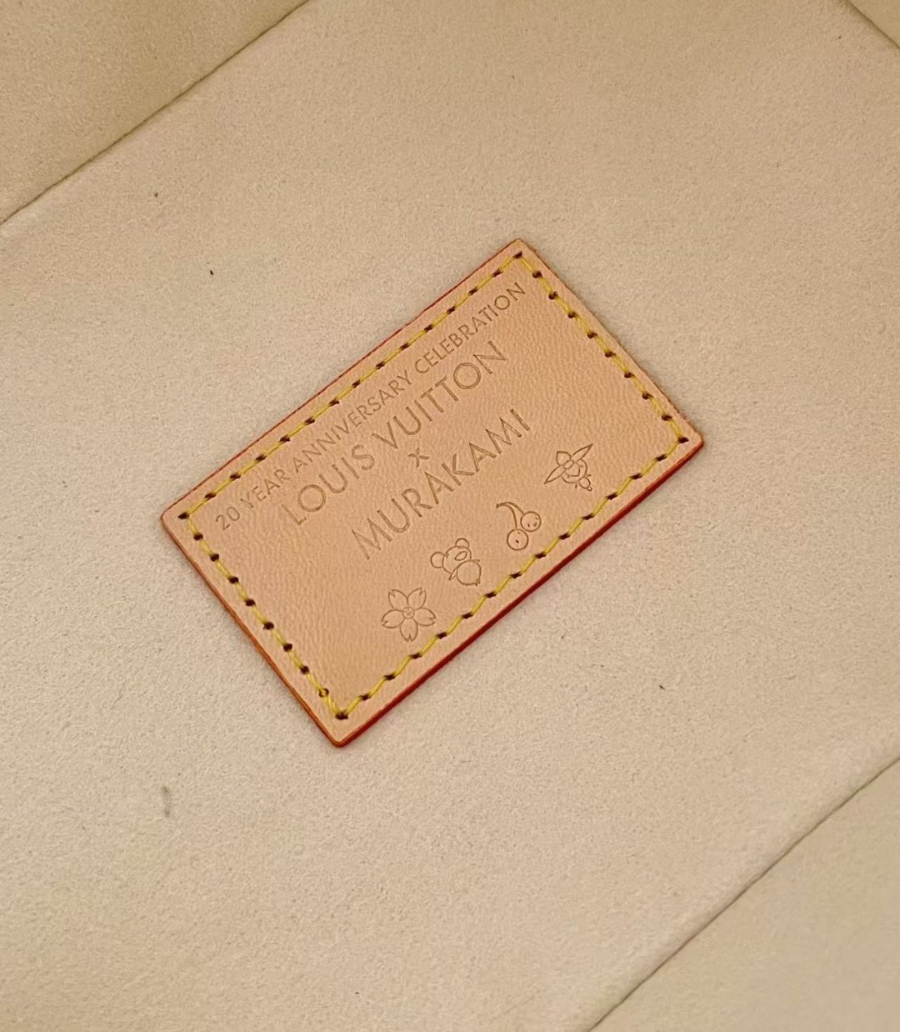 20 YEAR ANNIVERSARY CELEBRATION
LOUIS VUITTON
x
MURAKAMI